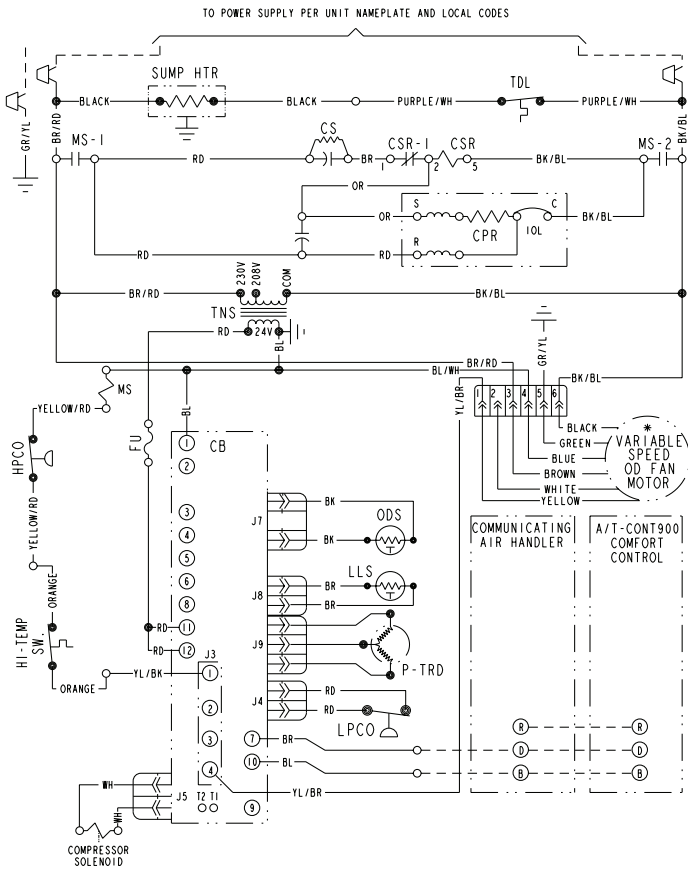 TO POWER SUPPLY PER UNIT NAMEPLATE AND LOCAL CODES
SUMP HTR
TDL
BLACK
BLACK
PURPLE/WH
PURPLE/WH
GR/YL
BR/RD
BK/BL
MS-1
RD
CS
BR
CSR-1
CSR
1
2
5
BK/BL
MS-2
OR
OR
S
C
CPR
IOL
BK/BL
R
RD
RD
230V
208V
COM
BR/RD
BK/BL
TNS
RD
24V
BL
GR/YL
BR/RD
BL/WH
YL/BR
BK/BL
MS
YELLOW/RD
BL
1
2
3
4
5
6
FU
HPCO
BLACK
GREEN
BLUE
BROWN
WHITE
YELLOW
*
VARIABLE
SPEED
OD FAN
MOTOR
CB
1
2
3
4
5
6
8
11
12
RD
RD
YELLOW/RD
ORANGE
HI-TEMP
SW.
ORANGE
YL/BK
J7
BK
BK
ODS
J8
BR
BR
LLS
J9
P-TRD
J4
RD
RD
LPCO
J3
1
2
3
4
7
BR
10
BL
YL/BR
9
J5
T2 T1
WH
WH
COMPRESSOR
SOLENOID
COMMUNICATING
AIR HANDLER
A/T-CONT900
COMFORT
CONTROL
R
R
D
D
B
B